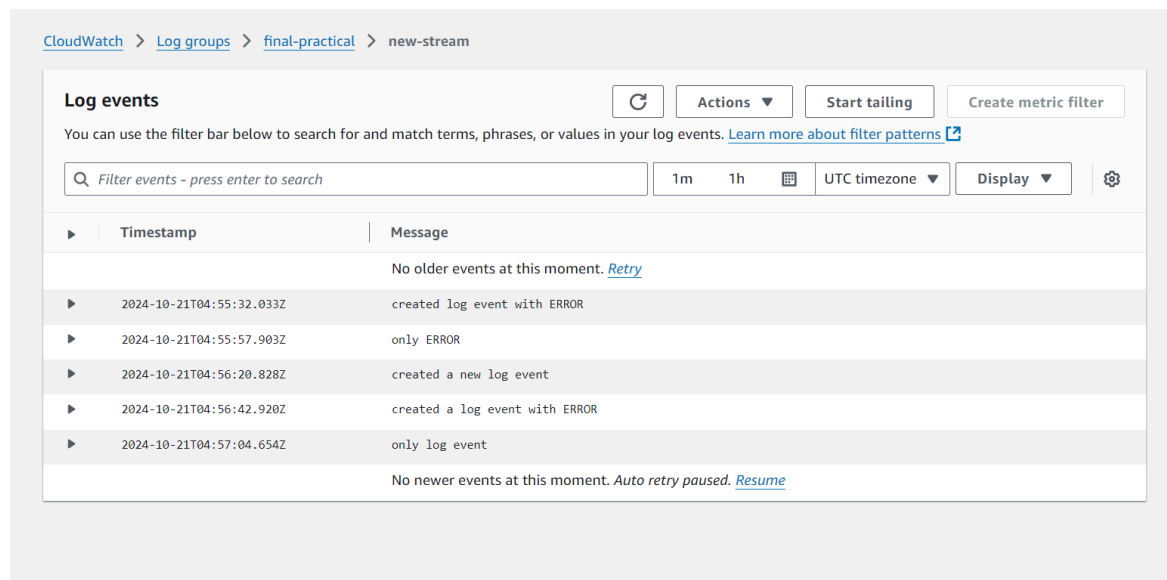 CloudWatch > Log groups > final-practical > new-stream
Log events
Actions
Start tailing
Create metric filter
You can use the filter bar below to search for and match terms, phrases, or values in your log events. Learn more about filter patterns
Filter events - press enter to search
1m
1h
UTC timezone
Display
Timestamp
Message
No older events at this moment. Retry
2024-10-21T04:55:32.033Z created log event with ERROR
2024-10-21T04:55:57.903Z only ERROR
2024-10-21T04:56:20.828Z created a new log event
2024-10-21T04:56:42.920Z created a log event with ERROR
2024-10-21T04:57:04.654Z only log event
No newer events at this moment. Auto retry paused. Resume